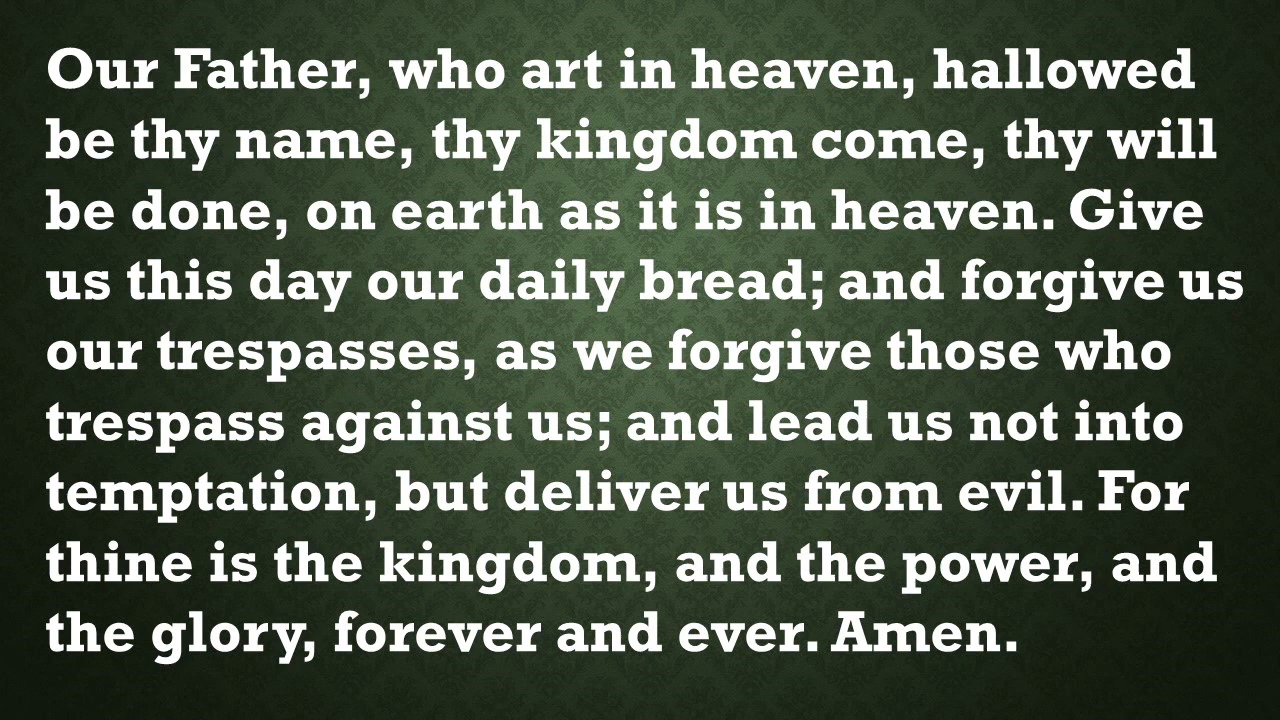 Our Father, who art in heaven, hallowed
be thy name, thy kingdom come, thy will
be done, on earth as it is in heaven. Give
us this day our daily bread; and forgive us
our trespasses, as we forgive those who
trespass against us; and lead us not into
temptation, but deliver us from evil. For
thine is the kingdom, and the power, and
the glory, forever and ever. Amen.